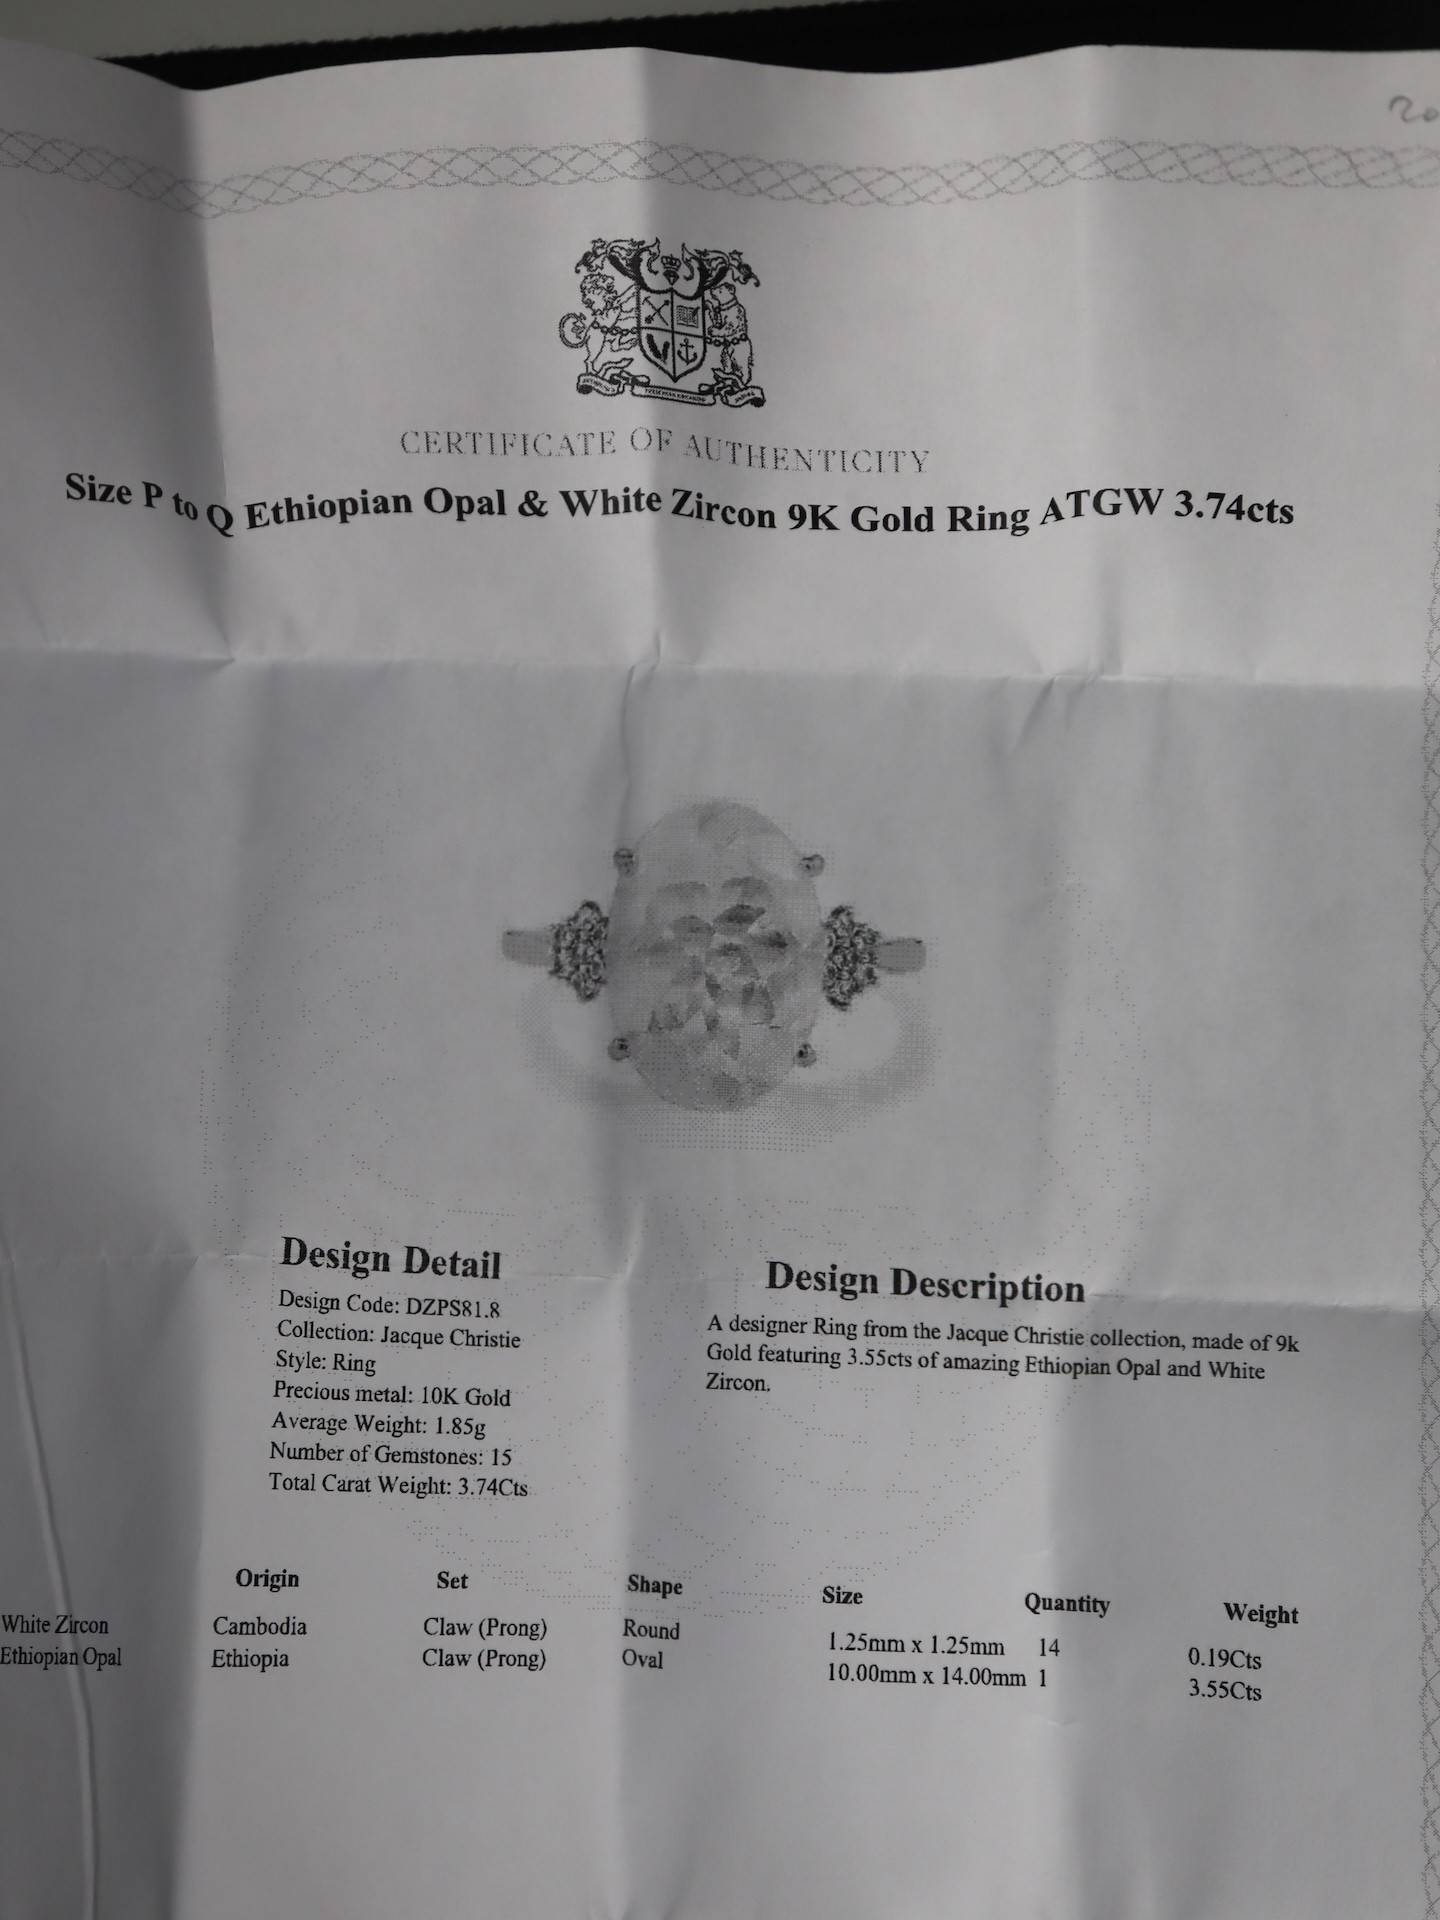 20
CERTIFICATE OF AUTHENTICITY
Size P to Q Ethiopian Opal & White Zircon 9K Gold Ring ATGW 3.74cts
Design Detail
Design Code: DZPS81.8
Collection: Jacque Christie
Style: Ring
Precious metal: 10K Gold
Average Weight: 1.85g
Number of Gemstones: 15
Total Carat Weight: 3.74Cts
Design Description
A designer Ring from the Jacque Christie collection, made of 9k
Gold featuring 3.55cts of amazing Ethiopian Opal and White
Zircon.
Origin Set Shape Size Quantity Weight
White Zircon Cambodia Claw (Prong) Round 1.25mm x 1.25mm 14 0.19Cts
Ethiopian Opal Ethiopia Claw (Prong) Oval 10.00mm x 14.00mm 1 3.55Cts